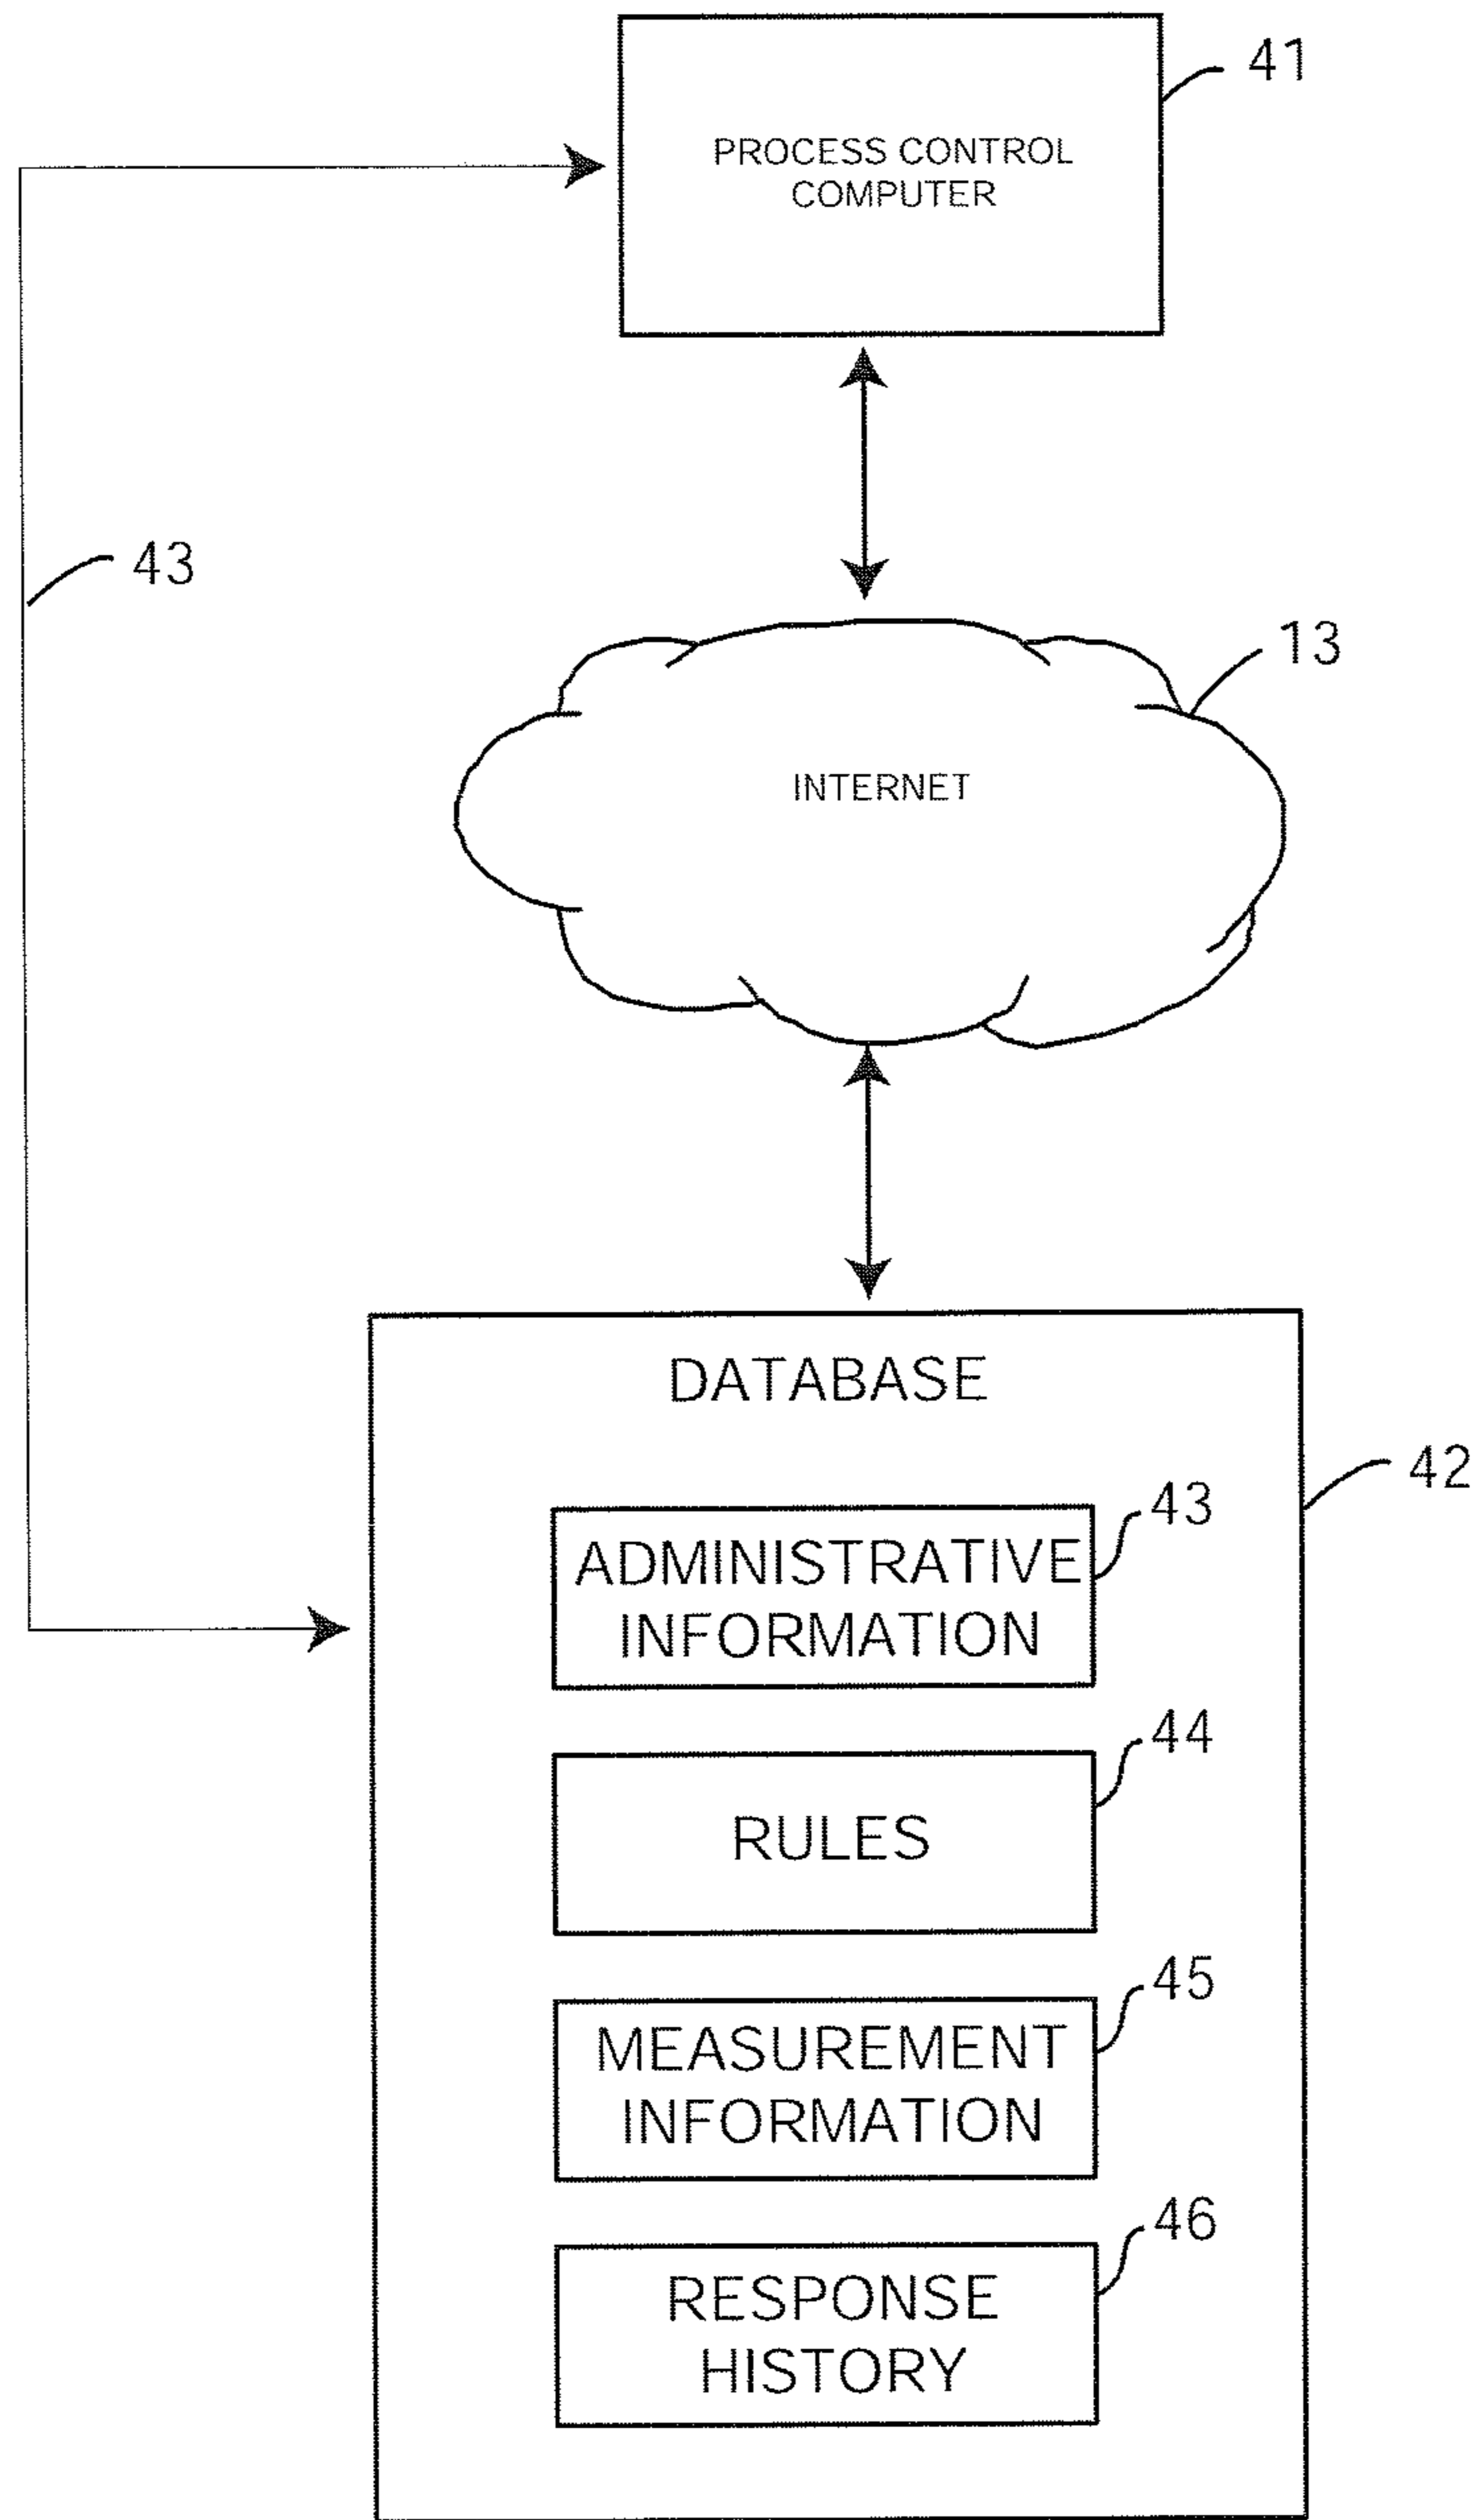 41
PROCESS CONTROL
COMPUTER
43
13
INTERNET
DATABASE
42
43
ADMINISTRATIVE
INFORMATION
44
RULES
45
MEASUREMENT
INFORMATION
46
RESPONSE
HISTORY